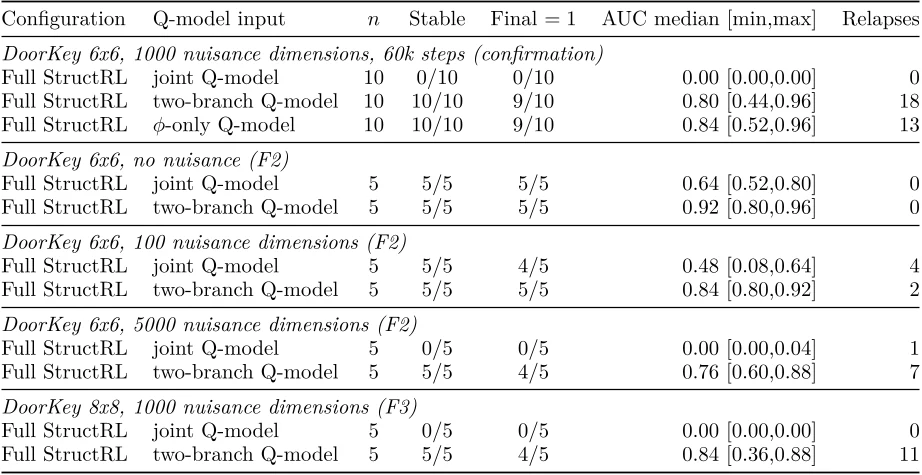 Configuration Q-model input n Stable Final = 1 AUC median [min,max] Relapses
DoorKey 6x6, 1000 nuisance dimensions, 60k steps (confirmation)
Full StructRL joint Q-model 10 0/10 0/10 0.00 [0.00,0.00] 0
Full StructRL two-branch Q-model 10 10/10 9/10 0.80 [0.44,0.96] 18
Full StructRL ϕ-only Q-model 10 10/10 9/10 0.84 [0.52,0.96] 13
DoorKey 6x6, no nuisance (F2)
Full StructRL joint Q-model 5 5/5 5/5 0.64 [0.52,0.80] 0
Full StructRL two-branch Q-model 5 5/5 5/5 0.92 [0.80,0.96] 0
DoorKey 6x6, 100 nuisance dimensions (F2)
Full StructRL joint Q-model 5 5/5 4/5 0.48 [0.08,0.64] 4
Full StructRL two-branch Q-model 5 5/5 5/5 0.84 [0.80,0.92] 2
DoorKey 6x6, 5000 nuisance dimensions (F2)
Full StructRL joint Q-model 5 0/5 0/5 0.00 [0.00,0.04] 1
Full StructRL two-branch Q-model 5 5/5 4/5 0.76 [0.60,0.88] 7
DoorKey 8x8, 1000 nuisance dimensions (F3)
Full StructRL joint Q-model 5 0/5 0/5 0.00 [0.00,0.00] 0
Full StructRL two-branch Q-model 5 5/5 4/5 0.84 [0.36,0.88] 11